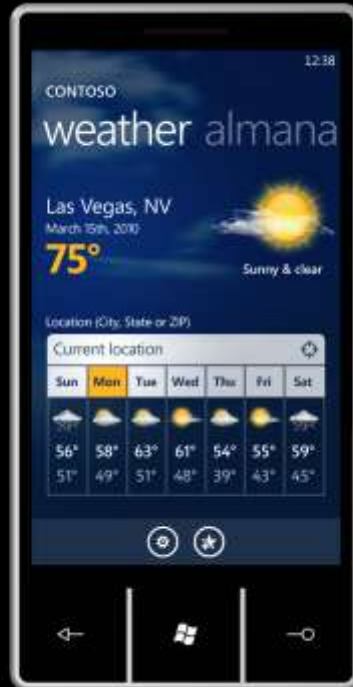 12:38
CONTOSO
weather almana
Las Vegas, NV
March 15th, 2010
75°
Sunny & clear
Location (City, State or ZIP)
Current location
Sun Mon Tue Wed Thu Fri Sat
56° 58° 63° 61° 54° 55° 59°
51° 49° 51° 48° 39° 43° 45°